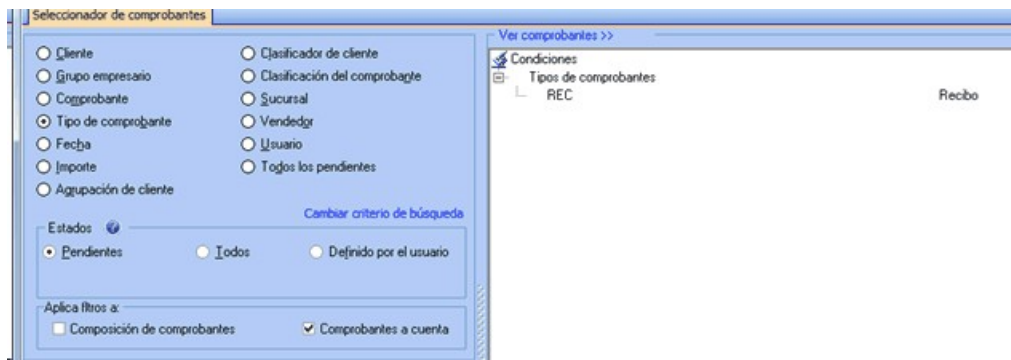 Seleccionador de comprobantes
Cliente
Grupo empresario
Comprobante
Tipo de comprobante
Fecha
Importe
Agrupación de cliente
Clasificador de cliente
Clasificación del comprobante
Sucursal
Vendedor
Usuario
Todos los pendientes
Cambiar criterio de búsqueda
Estados
Pendientes Todos Definido por el usuario
Aplica filtros a:
Composición de comprobantes Comprobantes a cuenta
Ver comprobantes >>
Condiciones
Tipos de comprobantes
REC Recibo